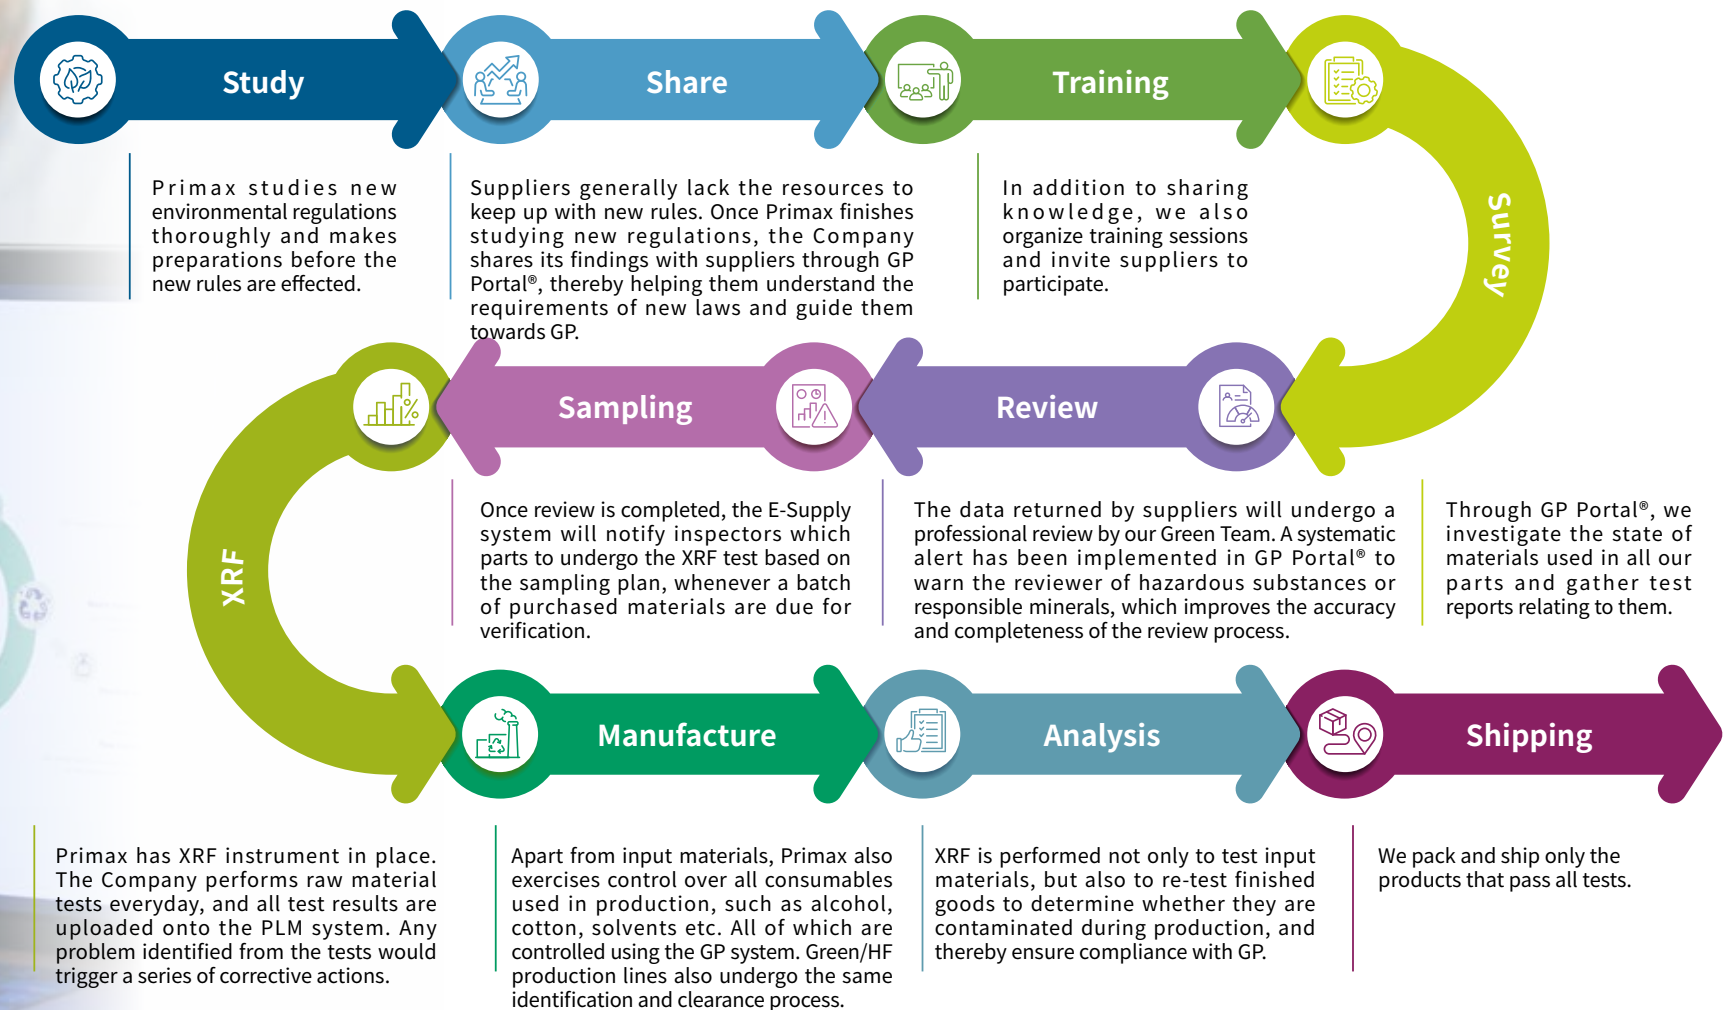 Study
Share
Training
Survey
Primax studies new
environmental regulations
thoroughly and makes
preparations before the
new rules are effected.
Suppliers generally lack the resources to
keep up with new rules. Once Primax finishes
studying new regulations, the Company
shares its findings with suppliers through GP
Portal®, thereby helping them understand the
requirements of new laws and guide them
towards GP.
In addition to sharing
knowledge, we also
organize training sessions
and invite suppliers to
participate.
Through GP Portal®, we
investigate the state of
materials used in all our
parts and gather test
reports relating to them.
Review
The data returned by suppliers will undergo a
professional review by our Green Team. A systematic
alert has been implemented in GP Portal® to
warn the reviewer of hazardous substances or
responsible minerals, which improves the accuracy
and completeness of the review process.
Sampling
Once review is completed, the E-Supply
system will notify inspectors which
parts to undergo the XRF test based on
the sampling plan, whenever a batch
of purchased materials are due for
verification.
XRF
Primax has XRF instrument in place.
The Company performs raw material
tests everyday, and all test results are
uploaded onto the PLM system. Any
problem identified from the tests would
trigger a series of corrective actions.
Manufacture
Apart from input materials, Primax also
exercises control over all consumables
used in production, such as alcohol,
cotton, solvents etc. All of which are
controlled using the GP system. Green/HF
production lines also undergo the same
identification and clearance process.
Analysis
XRF is performed not only to test input
materials, but also to re-test finished
goods to determine whether they are
contaminated during production, and
thereby ensure compliance with GP.
Shipping
We pack and ship only the
products that pass all tests.